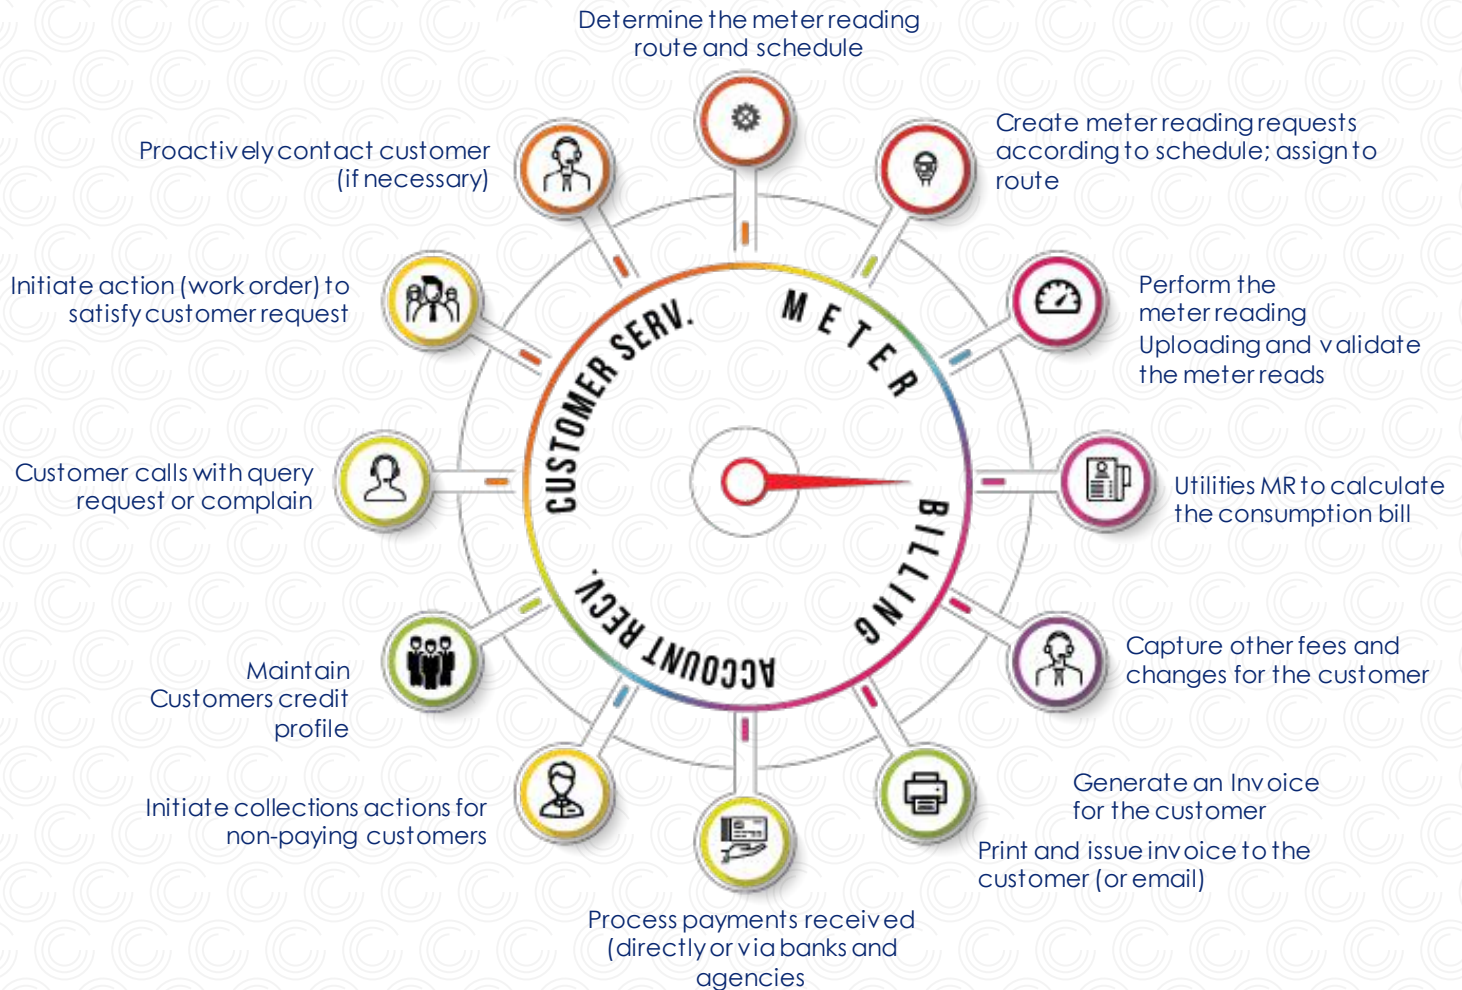 Determine the meter reading
route and schedule
Create meter reading requests
according to schedule; assign to
route
Perform the
meter reading
Uploading and validate
the meter reads
Utilities MR to calculate
the consumption bill
Capture other fees and
changes for the customer
Generate an Invoice
for the customer
Print and issue invoice to the
customer (or email)
Process payments received
(directly or via banks and
agencies
Initiate collections actions for
non-paying customers
Maintain
Customers credit
profile
Customer calls with query
request or complain
Initiate action (work order) to
satisfy customer request
Proactively contact customer
(if necessary)
METER
BILLING
ACCOUNT RECV.
CUSTOMER SERV.